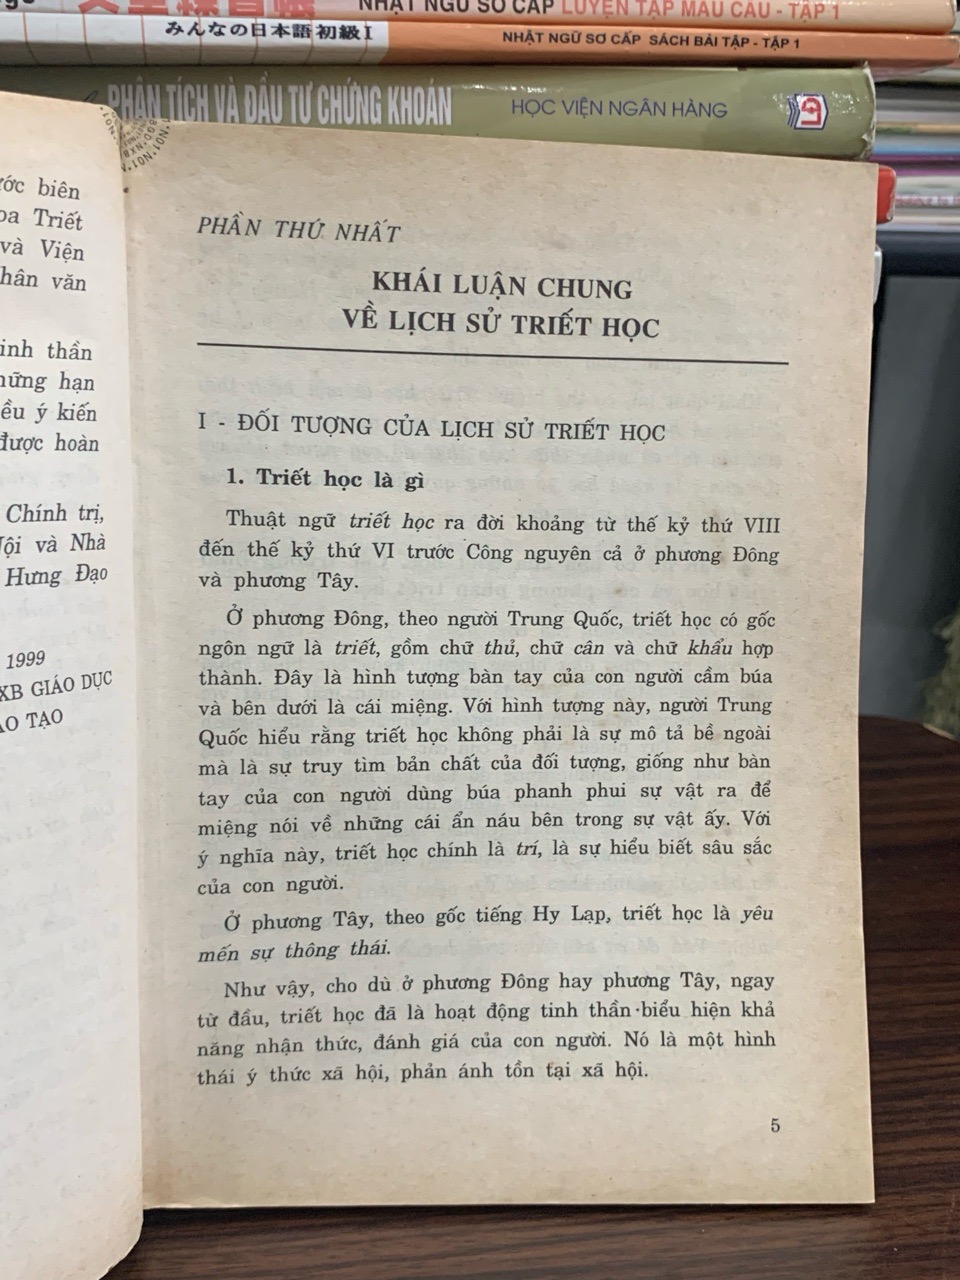 NHẬT NGỮ SƠ CẤP LUYỆN TẬP MẪU CÂU - TẬP 1
みんなの日本語 初級 I
NHẬT NGỮ SƠ CẤP SÁCH BÀI TẬP - TẬP 1
PHÂN TÍCH VÀ ĐẦU TƯ CHỨNG KHOÁN
HỌC VIỆN NGÂN HÀNG
biên
Triết
và Viện
văn
thần
hạn
ý kiến
được hoàn
Chính trị,
và Nhà
Hưng Đạo
1999
GIÁO DỤC
TẠO
PHẦN THỨ NHẤT
KHÁI LUẬN CHUNG
VỀ LỊCH SỬ TRIẾT HỌC
I - ĐỐI TƯỢNG CỦA LỊCH SỬ TRIẾT HỌC
1. Triết học là gì
Thuật ngữ triết học ra đời khoảng từ thế kỷ thứ VIII
đến thế kỷ thứ VI trước Công nguyên cả ở phương Đông
và phương Tây.
Ở phương Đông, theo người Trung Quốc, triết học có gốc
ngôn ngữ là triết, gồm chữ thủ, chữ cân và chữ khẩu hợp
thành. Đây là hình tượng bàn tay của con người cầm búa
và bên dưới là cái miệng. Với hình tượng này, người Trung
Quốc hiểu rằng triết học không phải là sự mô tả bề ngoài
mà là sự truy tìm bản chất của đối tượng, giống như bàn
tay của con người dùng búa phanh phui sự vật ra để
miệng nói về những cái ẩn náu bên trong sự vật ấy. Với
ý nghĩa này, triết học chính là trí, là sự hiểu biết sâu sắc
của con người.
Ở phương Tây, theo gốc tiếng Hy Lạp, triết học là yêu
mến sự thông thái.
Như vậy, cho dù ở phương Đông hay phương Tây, ngay
từ đầu, triết học đã là hoạt động tinh thần biểu hiện khả
năng nhận thức, đánh giá của con người. Nó là một hình
thái ý thức xã hội, phản ánh tồn tại xã hội.
5